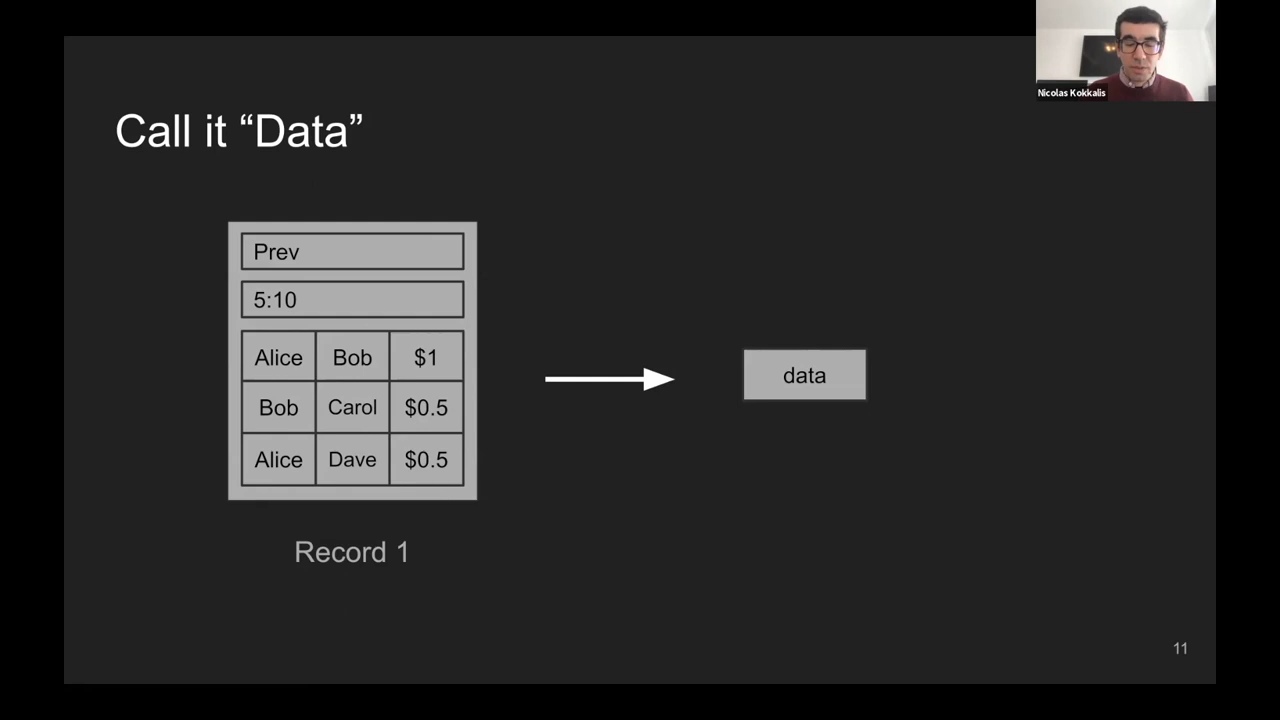 Nicolas Kokkalis
Call it “Data”
Prev
5:10
Alice Bob $1
Bob Carol $0.5
Alice Dave $0.5
data
Record 1
11